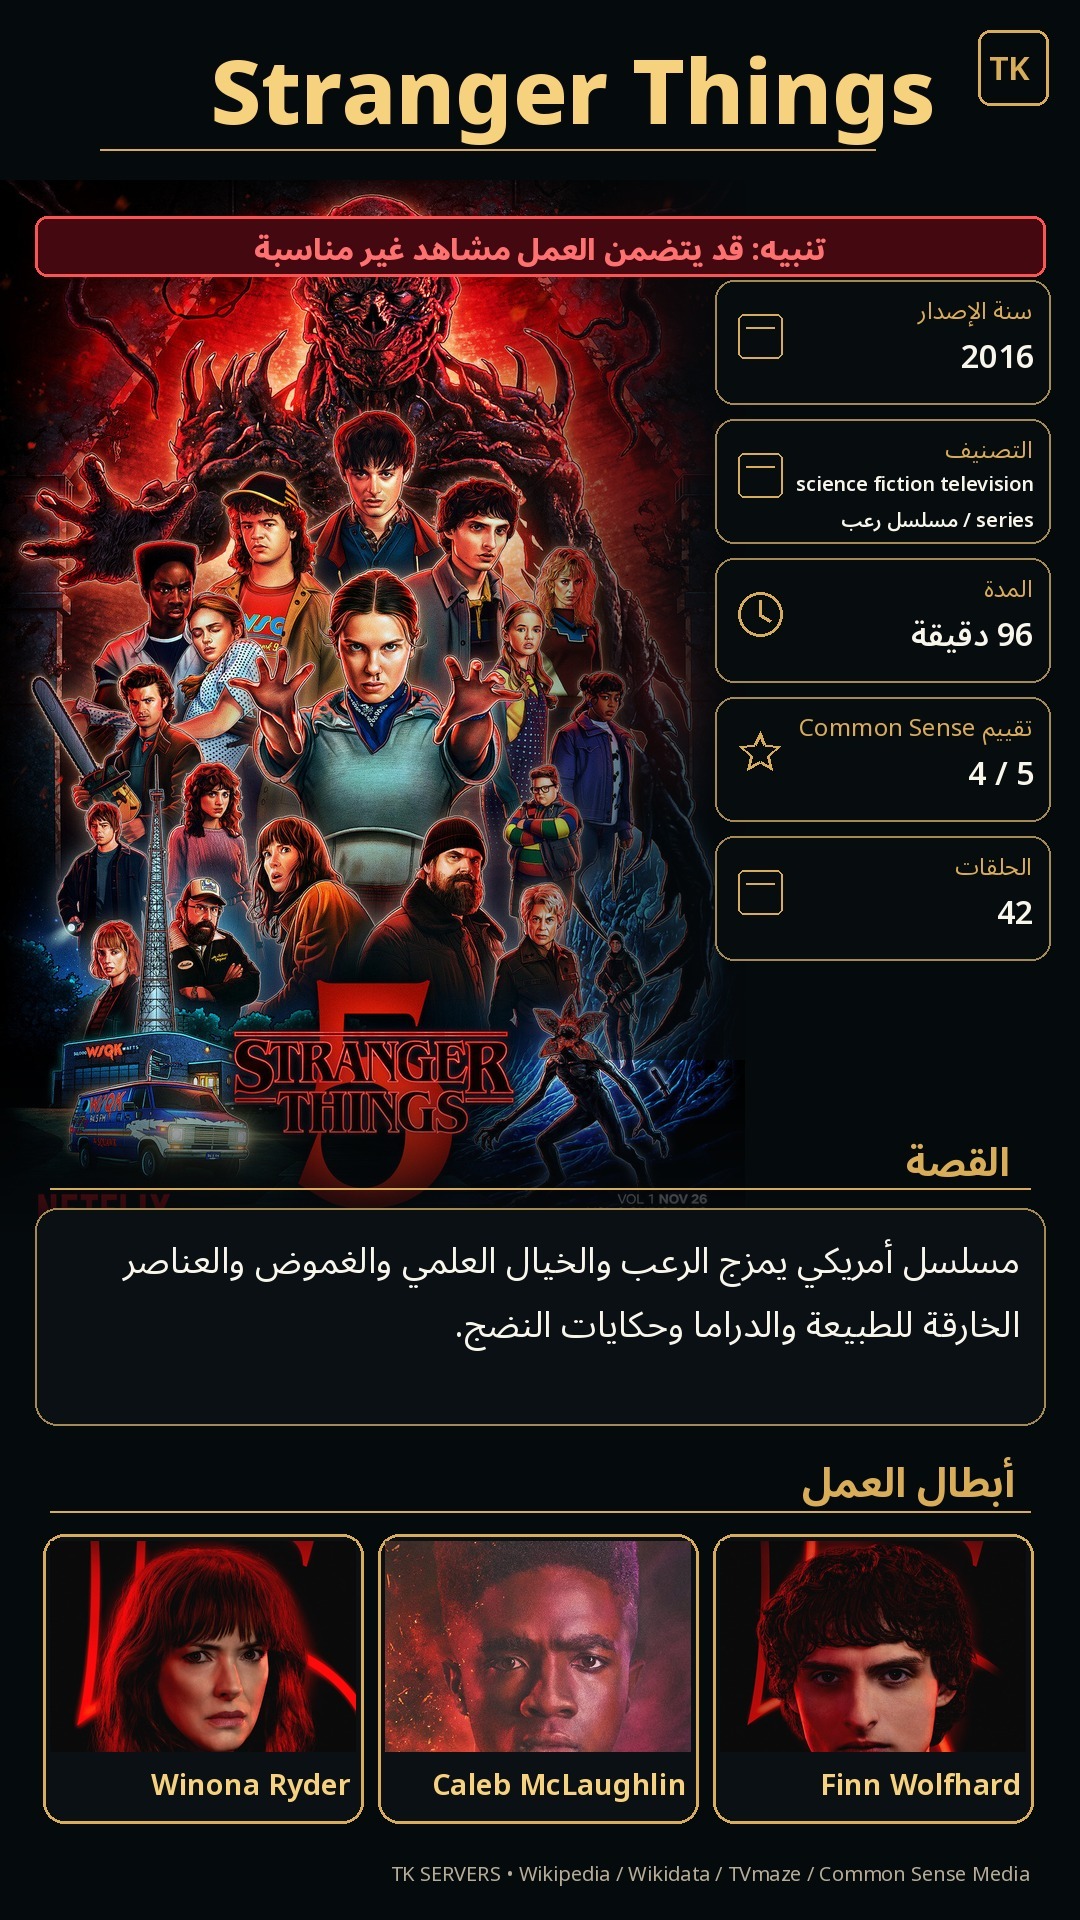 Stranger Things
TK
تنبيه: قد يتضمن العمل مشاهد غير مناسبة
سنة الإصدار
2016
التصنيف
science fiction television
series / مسلسل رعب
المدة
96 دقيقة
تقييم Common Sense
4 / 5
الحلقات
42
WSQK
STRANGER
THINGS
5
NETFLIX
VOL 1 NOV 26
القصة
مسلسل أمريكي يمزج الرعب والخيال العلمي والغموض والعناصر
الخارقة للطبيعة والدراما وحكايات النضج.
أبطال العمل
Winona Ryder
Caleb McLaughlin
Finn Wolfhard
TK SERVERS • Wikipedia / Wikidata / TVmaze / Common Sense Media